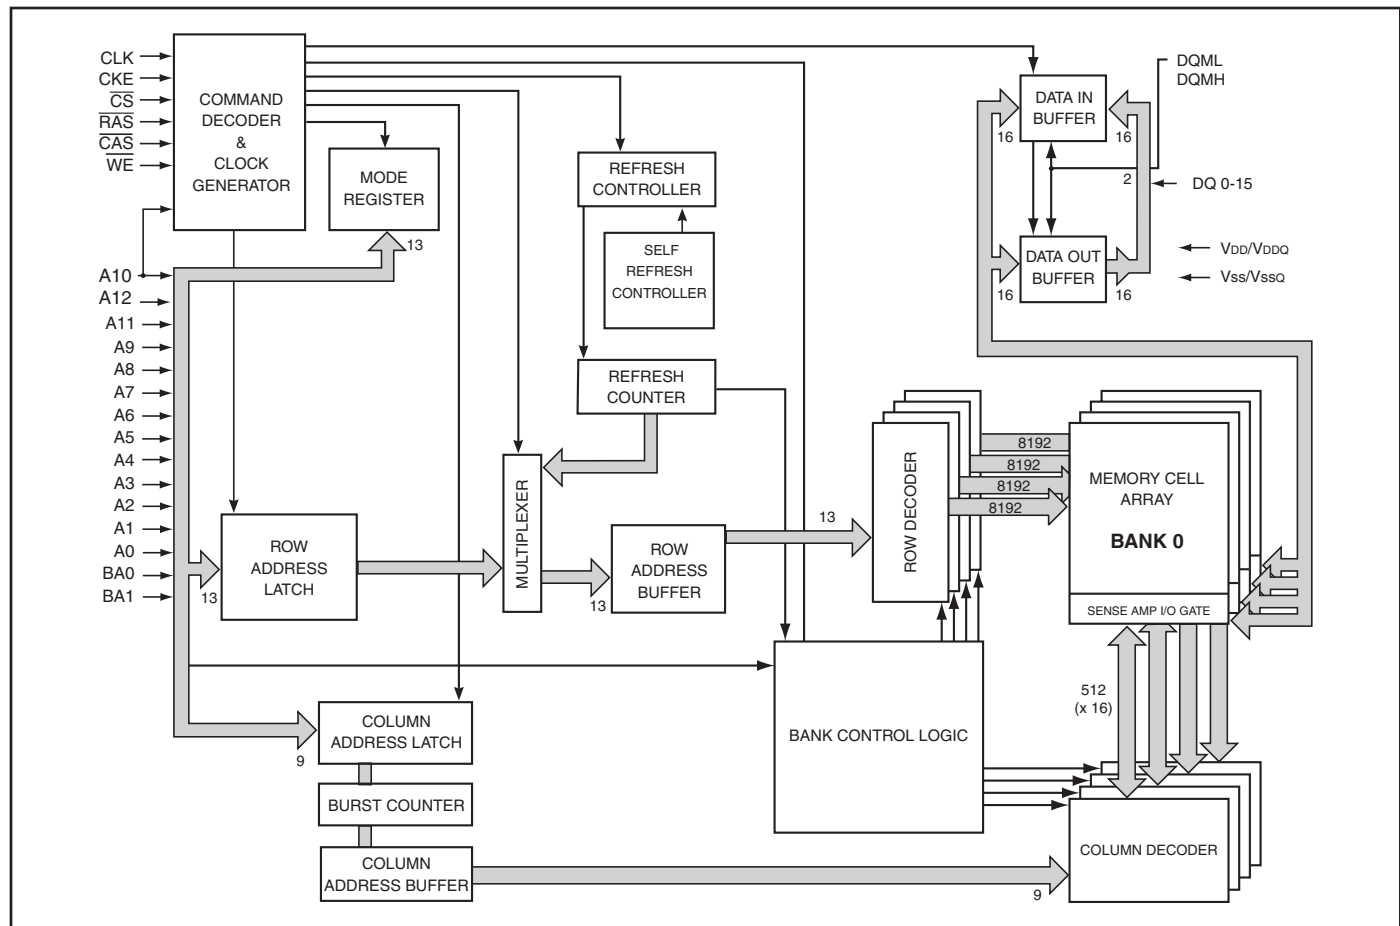 CLK
CKE
CS
RAS
CAS
WE
A10
A12
A11
A9
A8
A7
A6
A5
A4
A3
A2
A1
A0
BA0
BA1
COMMAND
DECODER
&
CLOCK
GENERATOR
MODE
REGISTER
13
REFRESH
CONTROLLER
SELF
REFRESH
CONTROLLER
REFRESH
COUNTER
DATA IN
BUFFER
16
16
DQML
DQMH
2
DQ 0-15
DATA OUT
BUFFER
16
16
VDD/VDDQ
Vss/VssQ
13
ROW
ADDRESS
LATCH
MULTIPLEXER
13
ROW
ADDRESS
BUFFER
13
ROW DECODER
8192
8192
8192
8192
MEMORY CELL
ARRAY
BANK 0
SENSE AMP I/O GATE
512
(x 16)
BANK CONTROL LOGIC
9
COLUMN
ADDRESS LATCH
BURST COUNTER
COLUMN
ADDRESS BUFFER
9
COLUMN DECODER